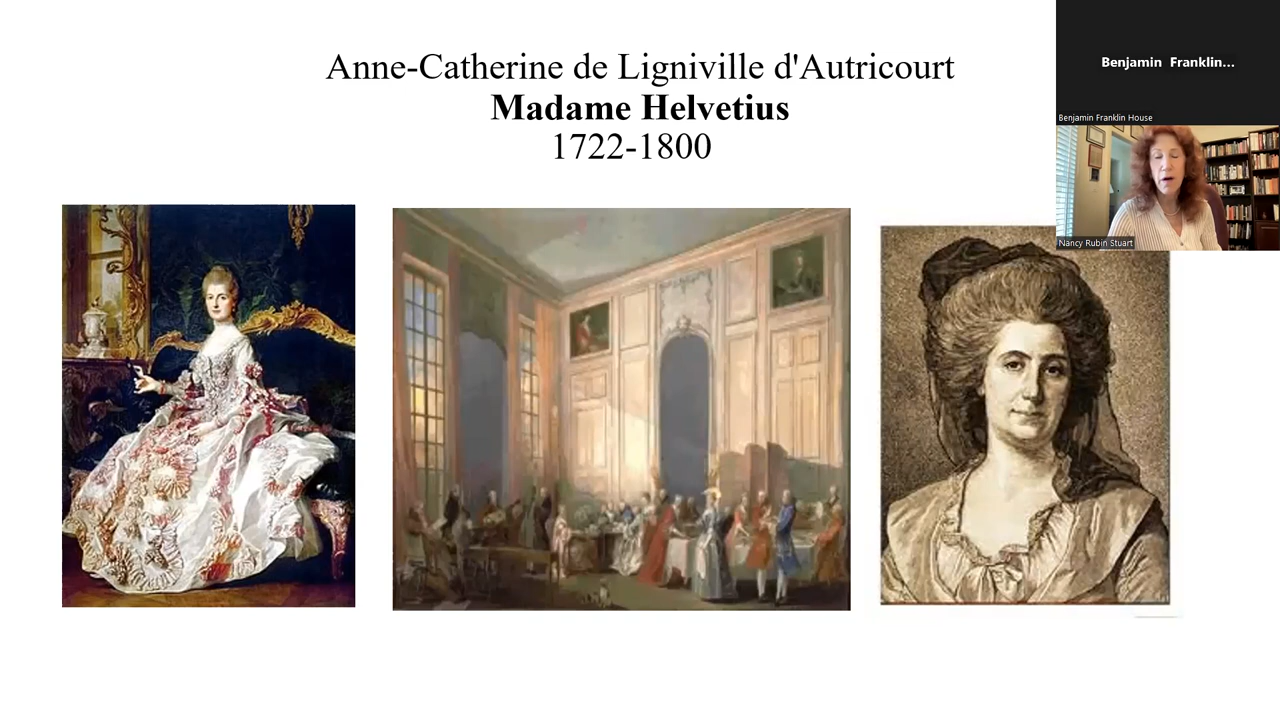 Anne-Catherine de Ligniville d'Autricourt
Madame Helvetius
1722-1800
Benjamin Franklin...
Benjamin Franklin House
Nancy Rubin Stuart